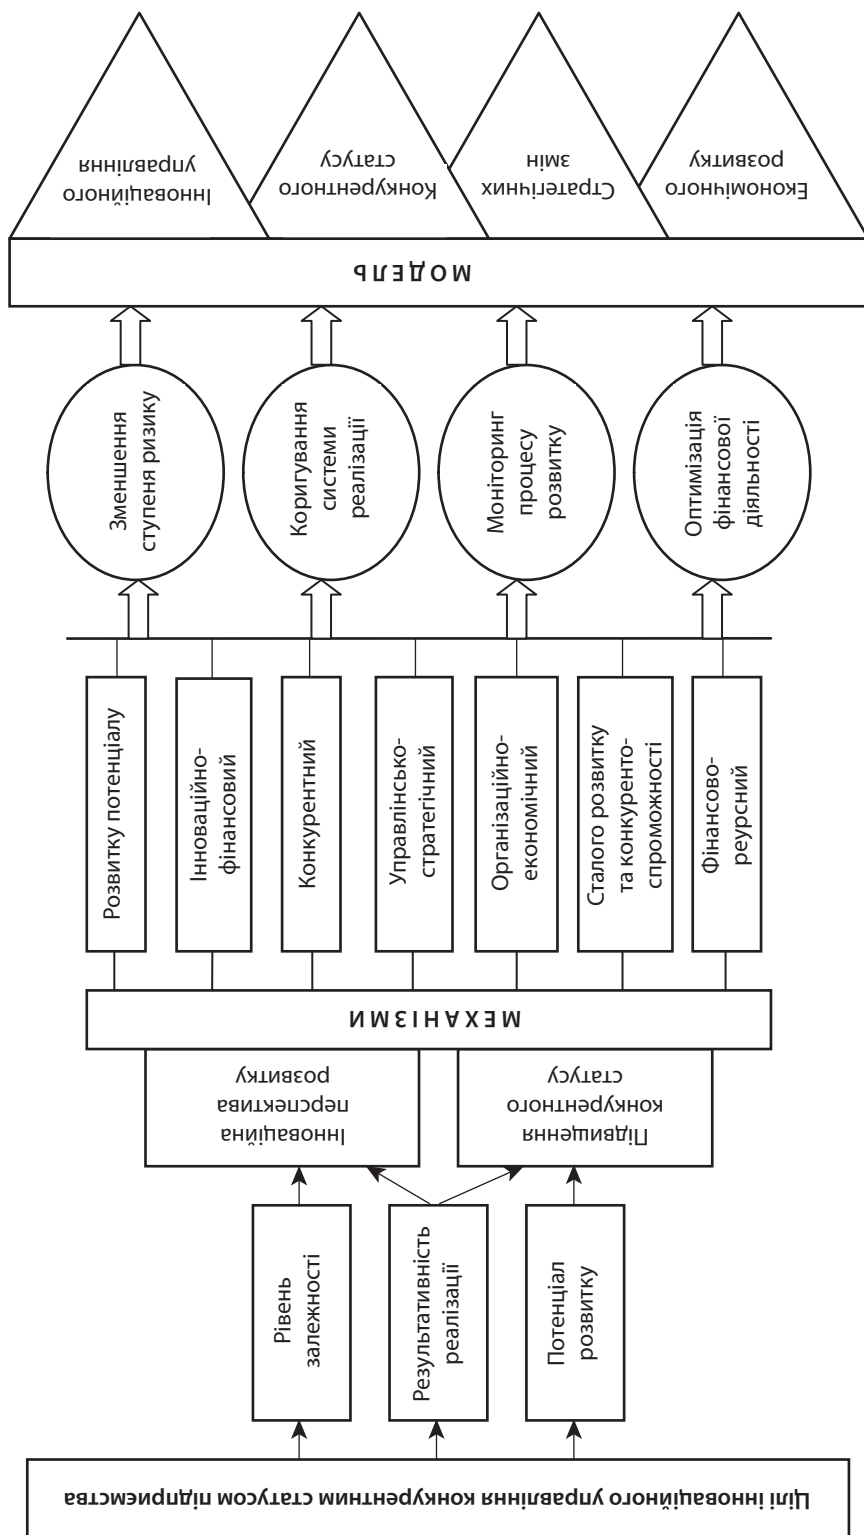 Цілі інноваційного управління конкурентним статусом підприємства
Рівень
залежності
Результативність
реалізації
Потенціал
розвитку
Інноваційна
перспектива
розвитку
Підвищення
конкурентного
статусу
МЕХАНІЗМИ
Розвитку потенціалу
Інноваційно-
фінансовий
Конкурентний
Управлінсько-
стратегічний
Організаційно-
економічний
Сталого розвитку
та конкуренто-
спроможності
Фінансово-
реурсний
Зменшення
ступеня ризику
Коригування
системи
реалізації
Моніторинг
процесу
розвитку
Оптимізація
фінансової
діяльності
МОДЕЛЬ
Інноваційного
управління
Конкурентного
статусу
Стратегічних
змін
Економічного
розвитку